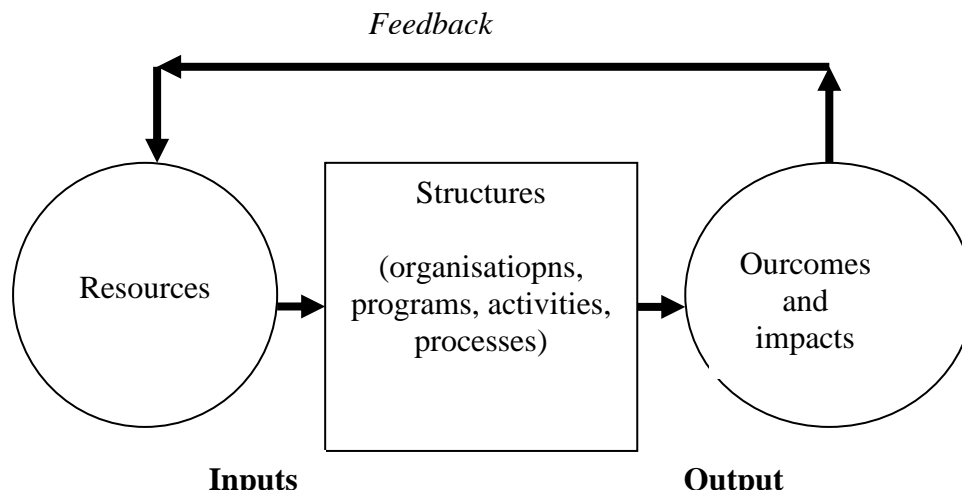 Feedback
Resources
Structures
(organisatiopns,
programs, activities,
processes)
Ourcomes
and
impacts
Inputs
Output